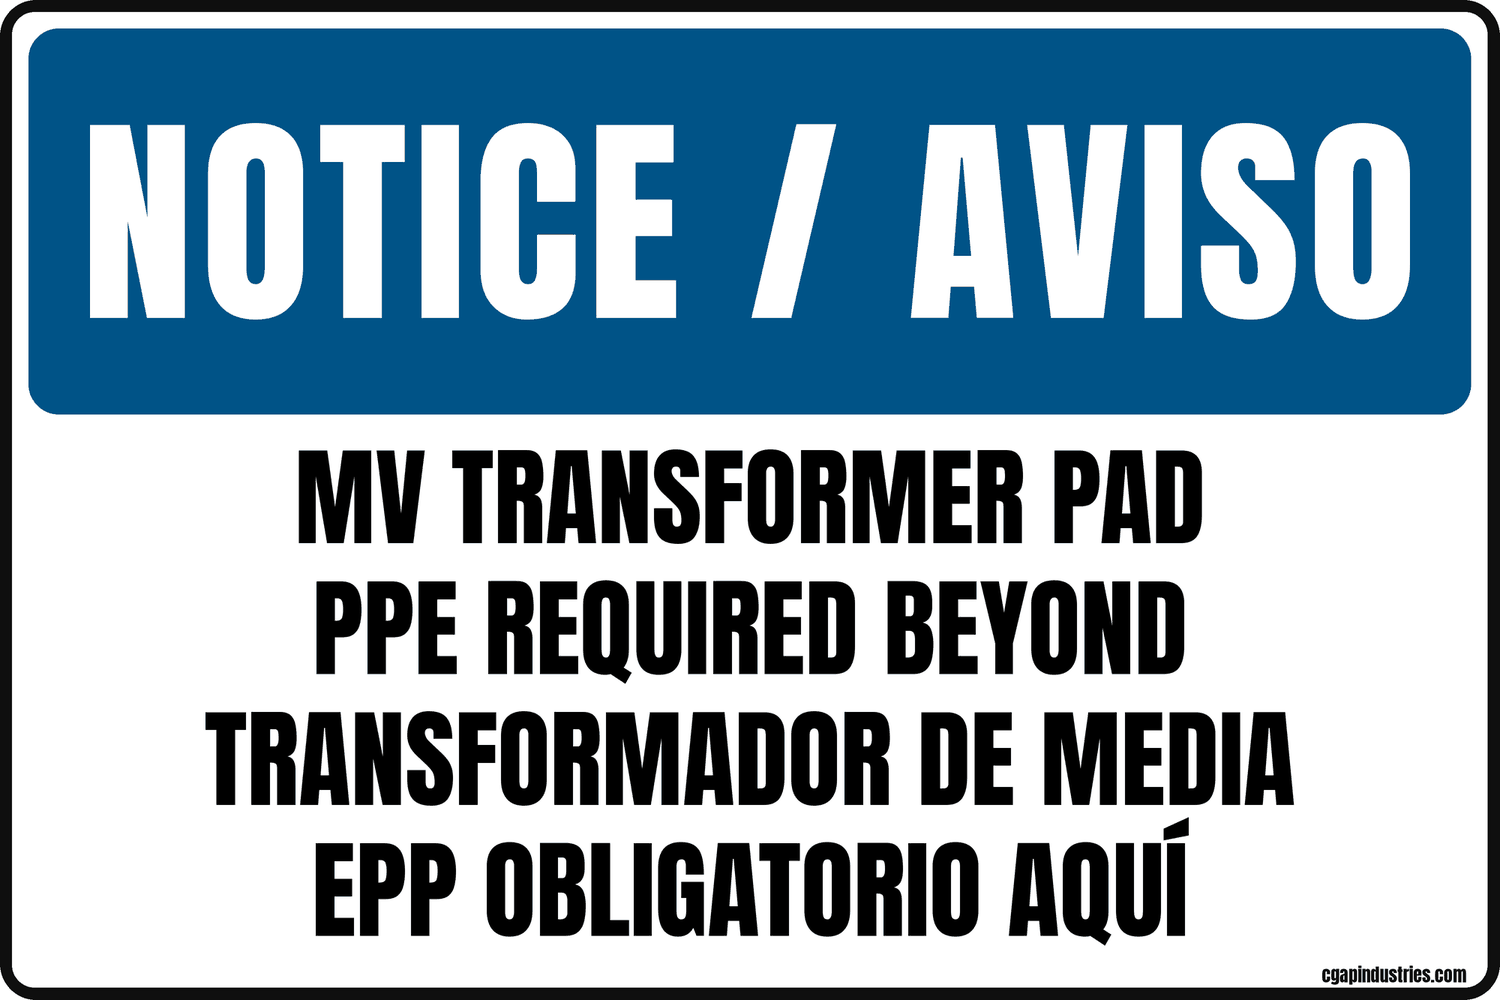 NOTICE / AVISO
MV TRANSFORMER PAD
PPE REQUIRED BEYOND
TRANSFORMADOR DE MEDIA
EPP OBLIGATORIO AQUÍ
cgapindustries.com